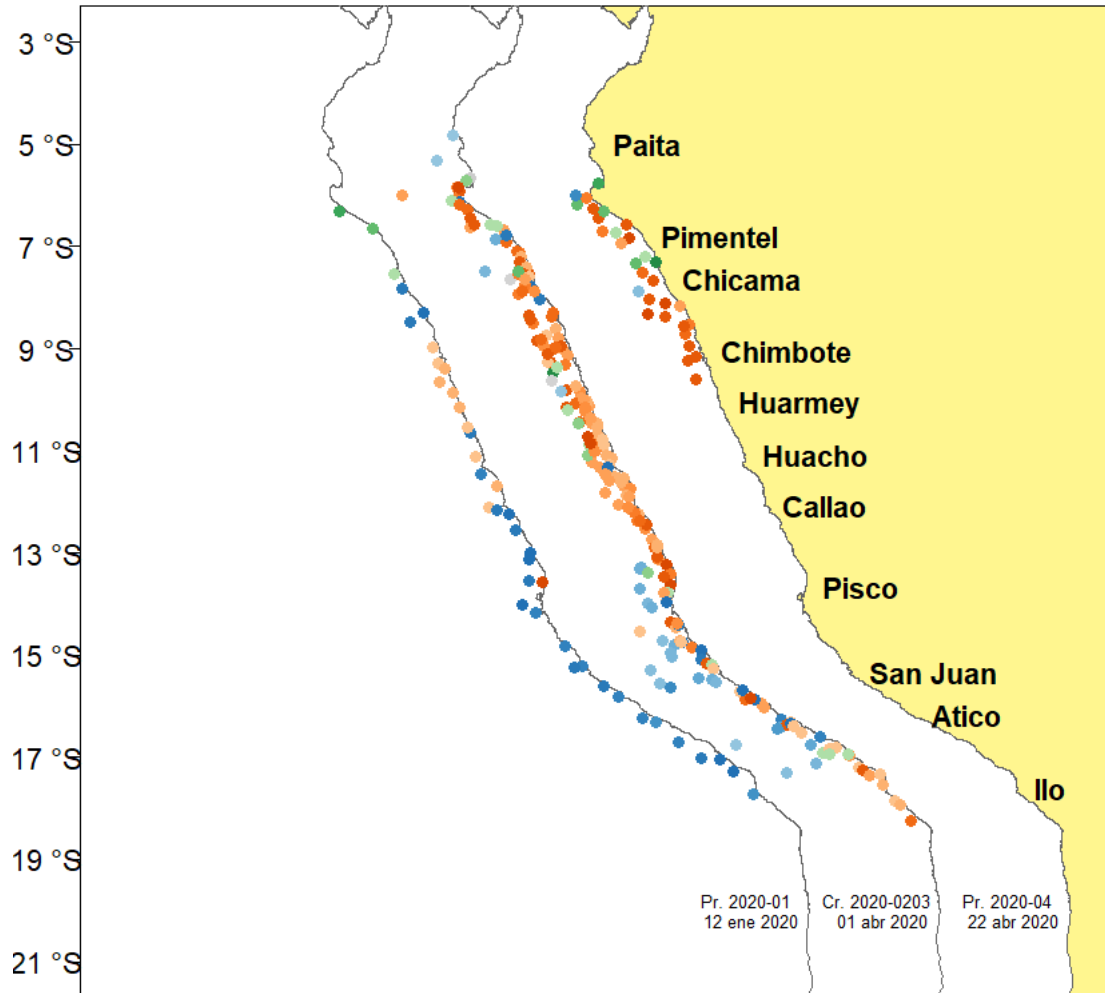 3 °S
5 °S
Paita
7 °S
Pimentel
Chicama
9 °S
Chimbote
Huarmey
11 °S
Huacho
Callao
13 °S
Pisco
15 °S
San Juan
Atico
17 °S
Ilo
19 °S
Pr. 2020-01
12 ene 2020
Cr. 2020-0203
01 abr 2020
Pr. 2020-04
22 abr 2020
21 °S